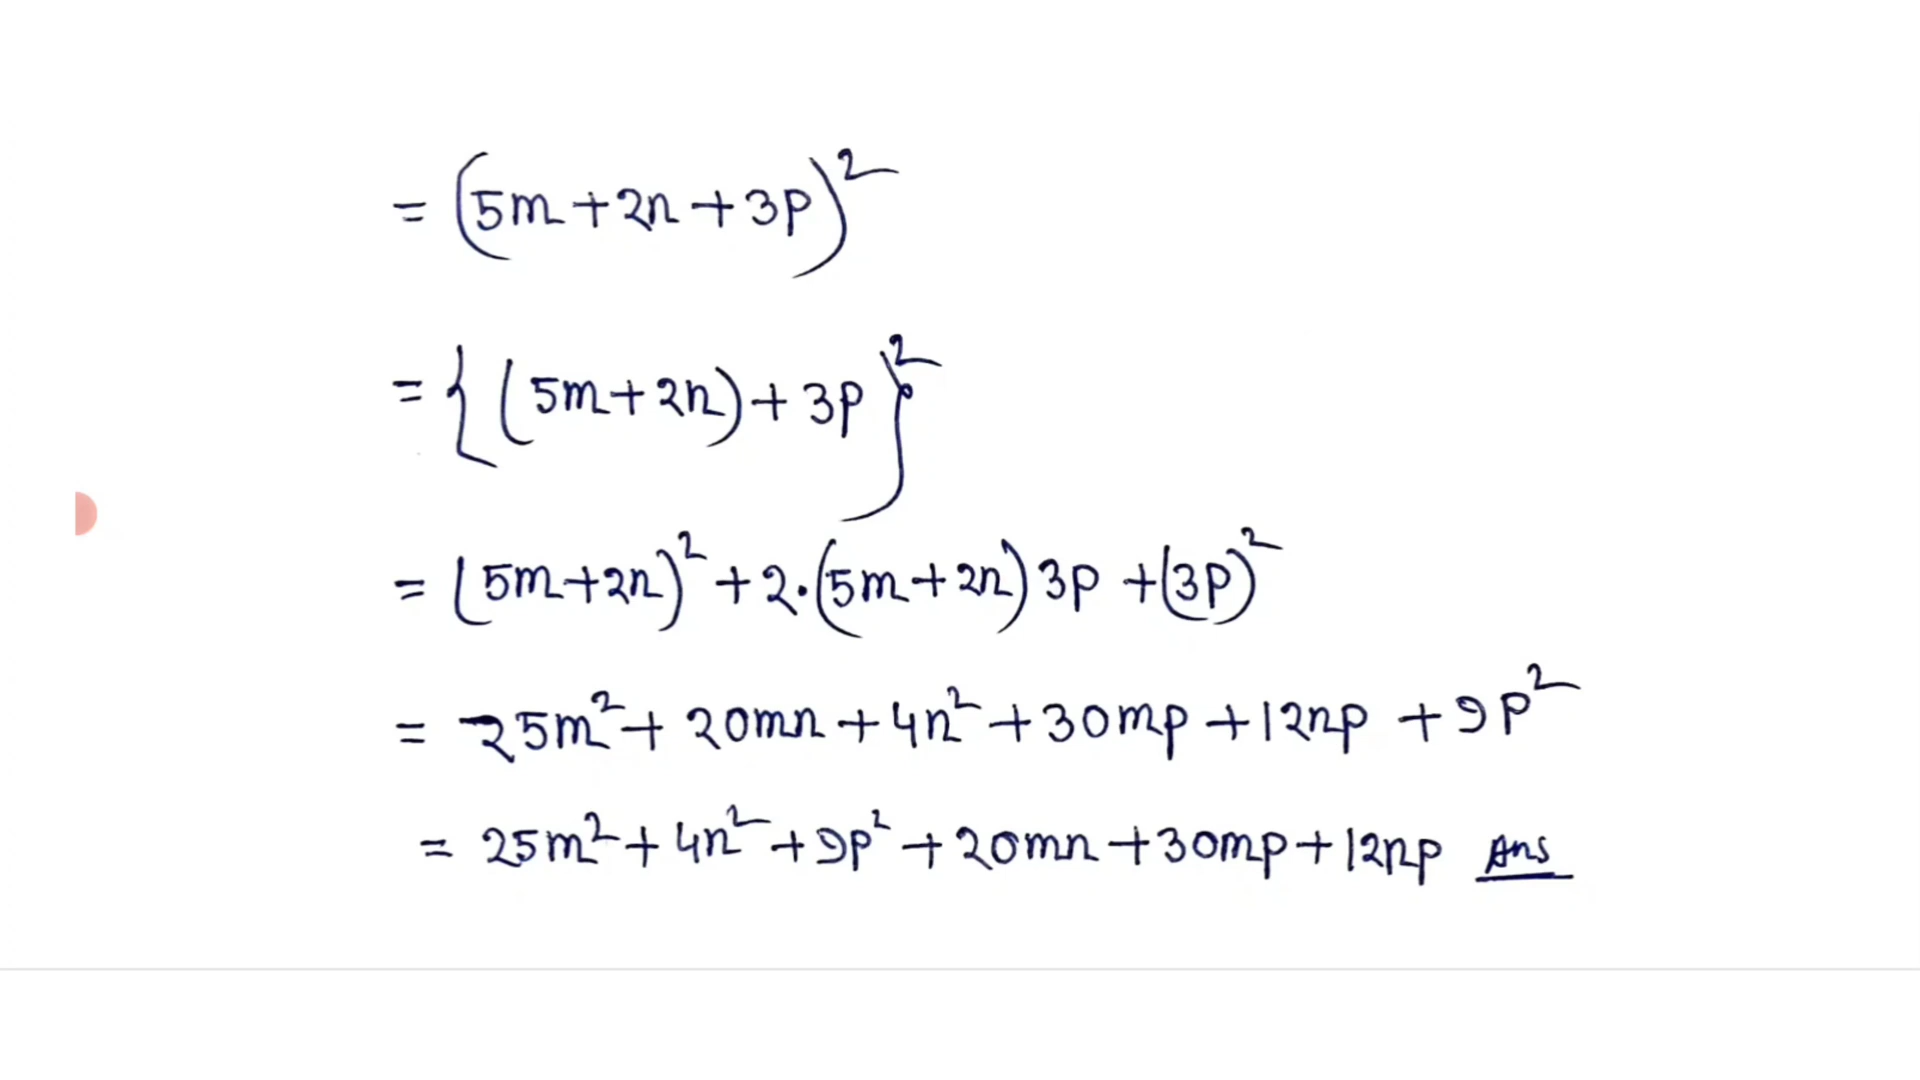 = (5m+2n+3p)²
= {(5m+2n)+3p}²
= (5m+2n)² +2·(5m+2n)3p +(3p)²
= 25m²+20mn+4n²+30mp+12np+9p²
= 25m²+4n²+9p²+20mn+30mp+12np Ans